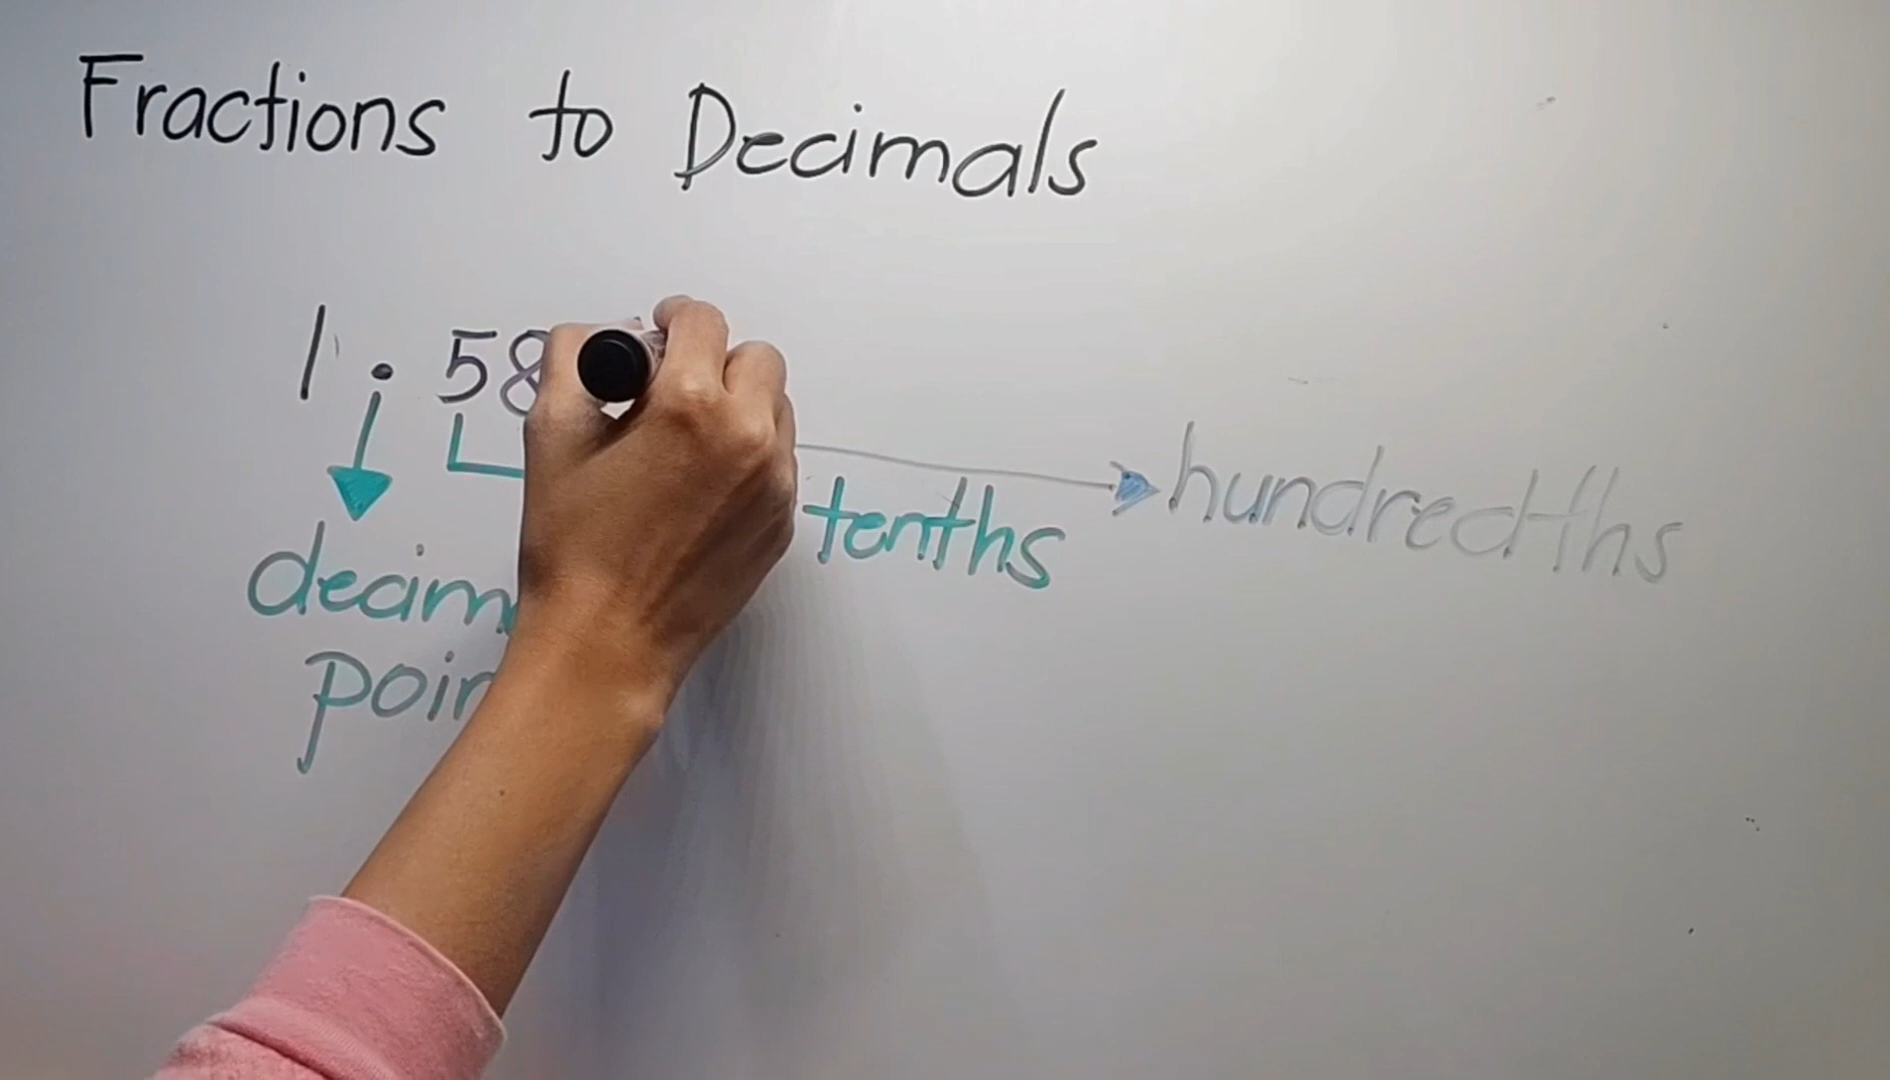 Fractions to Decimals
1.58
tenths
hundredths